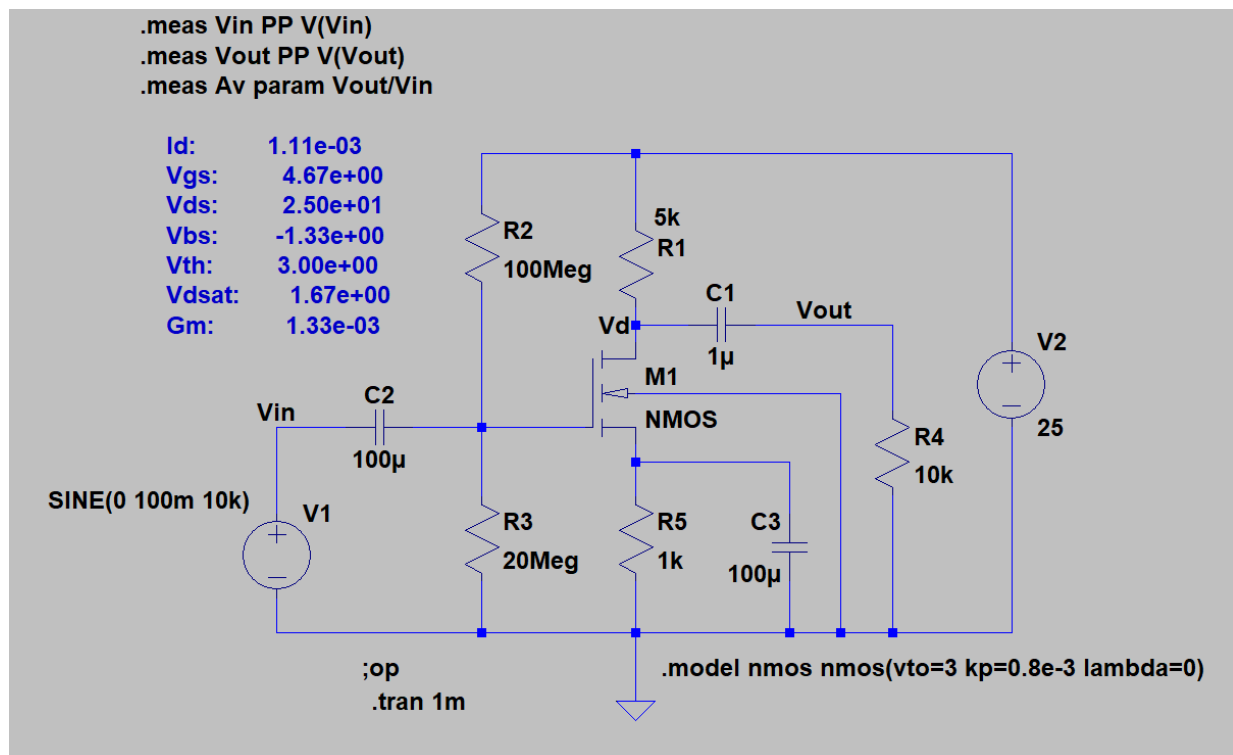 .meas Vin PP V(Vin)
.meas Vout PP V(Vout)
.meas Av param Vout/Vin
Id: 1.11e-03
Vgs: 4.67e+00
Vds: 2.50e+01
Vbs: -1.33e+00
Vth: 3.00e+00
Vdsat: 1.67e+00
Gm: 1.33e-03
R2
100Meg
5k
R1
C1
1µ
Vout
Vd
V2
25
M1
NMOS
C2
100µ
Vin
R4
10k
SINE(0 100m 10k)
V1
R3
20Meg
R5
1k
C3
100µ
;op
.tran 1m
.model nmos nmos(vto=3 kp=0.8e-3 lambda=0)